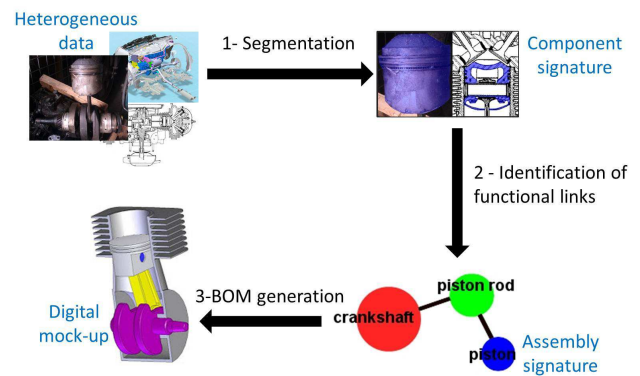 Heterogeneous
data
1- Segmentation
Component
signature
2 - Identification of
functional links
piston rod
crankshaft
piston
Assembly
signature
3-BOM generation
Digital
mock-up